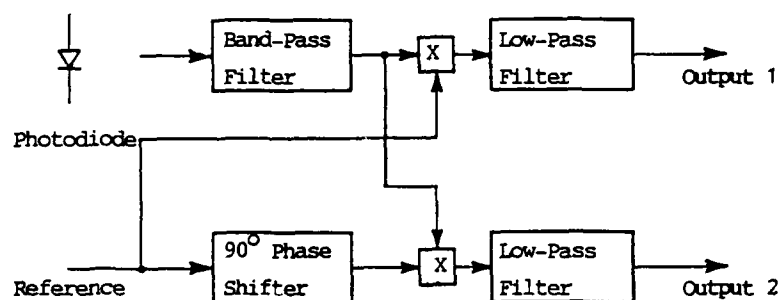 Band-Pass
Filter
X
Low-Pass
Filter
Output 1
Photodiode
90° Phase
Shifter
X
Low-Pass
Filter
Reference
Output 2